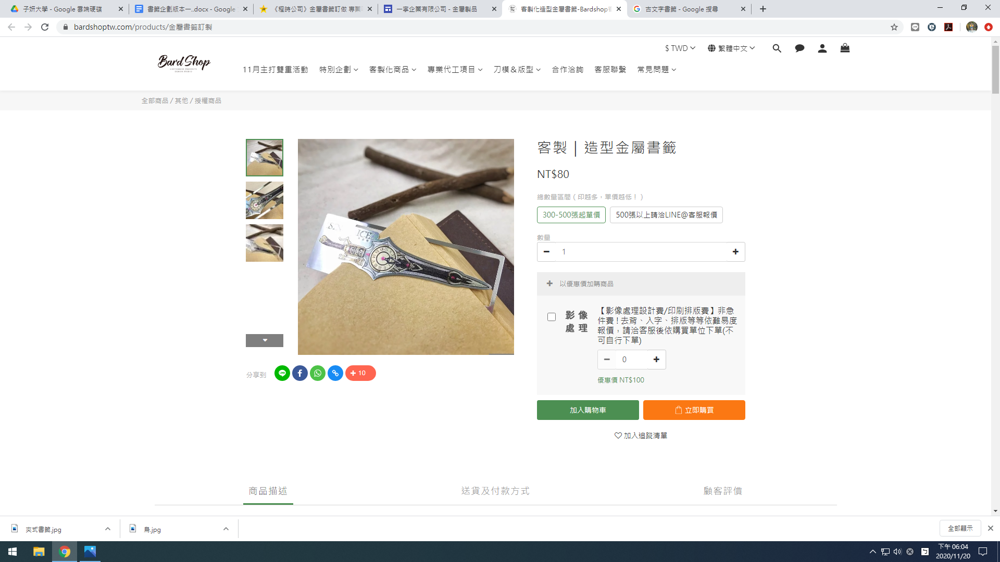 子妍大學 - Google 雲端硬碟
書籤企劃版本一..docx - Google
《程時公司》金屬書籤訂做 專業
一寧企業有限公司 - 金屬製品
客製化造型金屬書籤-Bardshop
古文字書籤 - Google 搜尋
bardshoptw.com/products/金屬書籤訂製
$ TWD
繁體中文
Bard Shop
CUSTOMIZED PRODUCTS
DESIGN STUDIO
11月主打雙重活動
特別企劃
客製化商品
專業代工項目
刀模＆版型
合作洽詢
客服聯繫
常見問題
全部商品 / 其他 / 授權商品
客製｜造型金屬書籤
NT$80
總數量區間 ( 印越多，單價越低！)
300-500張起單價
500張以上請洽LINE@客服報價
數量
1
以優惠價加購商品
影像
處理
【影像處理設計費/印刷排版費】非急
件費！去背、入字、排版等等依難易度
報價，請洽客服後依購買單位下單(不
可自行下單)
0
優惠價 NT$100
ICE
分享到
10
加入購物車
立即購買
加入追蹤清單
商品描述
送貨及付款方式
顧客評價
夾式書籤.jpg
鳥.jpg
全部顯示
下午 06:04
2020/11/20